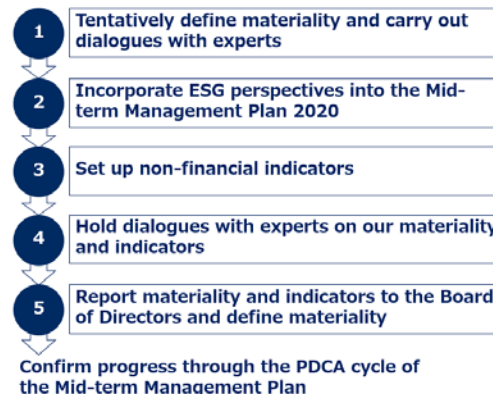 1
Tentatively define materiality and carry out
dialogues with experts
2
Incorporate ESG perspectives into the Mid-
term Management Plan 2020
3
Set up non-financial indicators
4
Hold dialogues with experts on our materiality
and indicators
5
Report materiality and indicators to the Board
of Directors and define materiality
Confirm progress through the PDCA cycle of
the Mid-term Management Plan